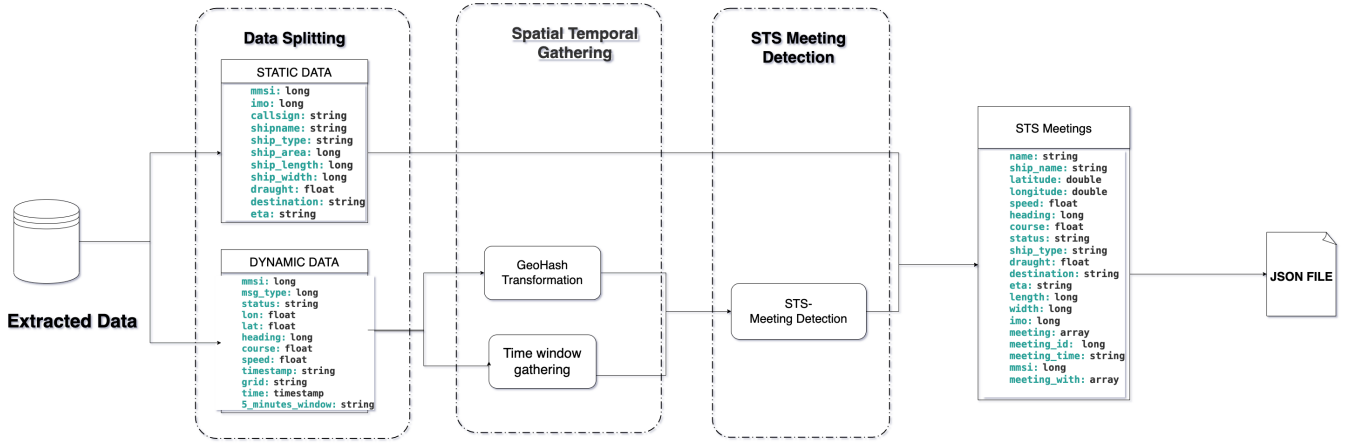 Data Splitting
STATIC DATA
mmsi: long
imo: long
callsign: string
shipname: string
ship_type: string
ship_area: long
ship_length: long
ship_width: long
draught: float
destination: string
eta: string
DYNAMIC DATA
mmsi: long
msg_type: long
status: string
lon: float
lat: float
heading: long
course: float
speed: float
timestamp: string
grid: string
time: timestamp
5_minutes_window: string
Extracted Data
Spatial Temporal
Gathering
GeoHash
Transformation
Time window
gathering
STS Meeting
Detection
STS-
Meeting Detection
STS Meetings
name: string
ship_name: string
latitude: double
longitude: double
speed: float
heading: long
course: float
status: string
ship_type: string
draught: float
destination: string
eta: string
length: long
width: long
imo: long
meeting: array
meeting_id: long
meeting_time: string
mmsi: long
meeting_with: array
JSON FILE